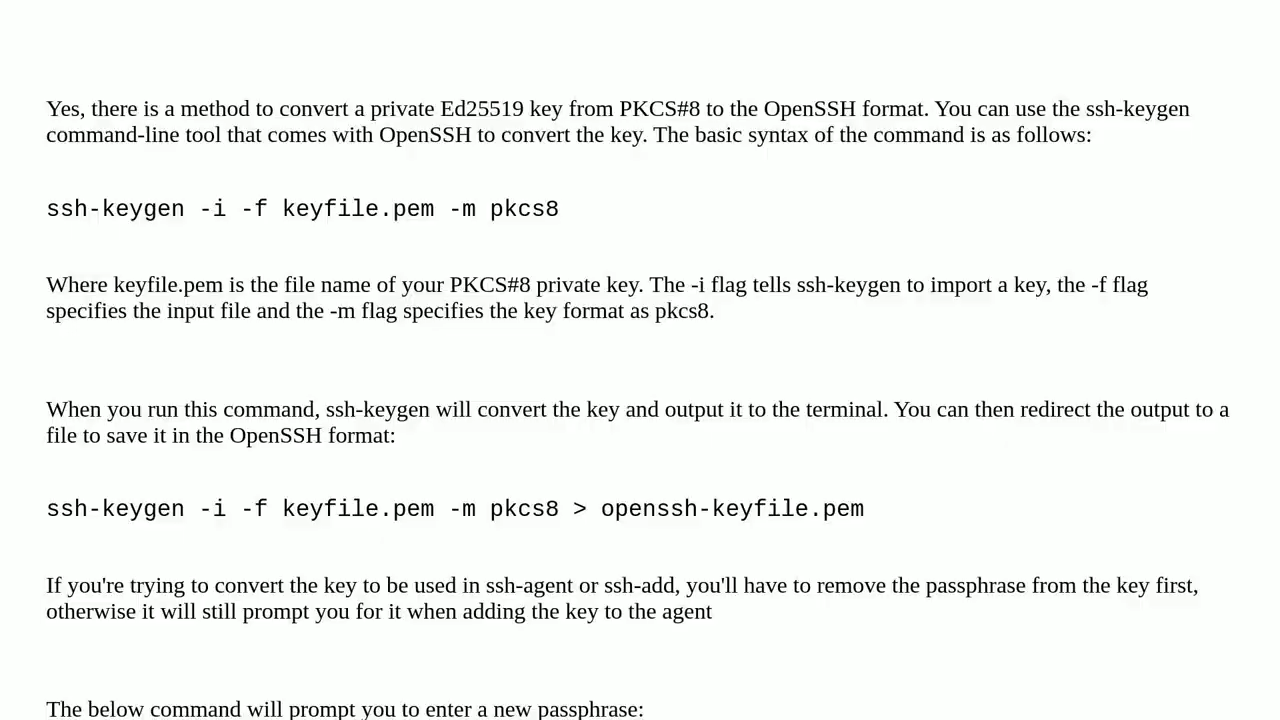 Yes, there is a method to convert a private Ed25519 key from PKCS#8 to the OpenSSH format. You can use the ssh-keygen
command-line tool that comes with OpenSSH to convert the key. The basic syntax of the command is as follows:
ssh-keygen -i -f keyfile.pem -m pkcs8
Where keyfile.pem is the file name of your PKCS#8 private key. The -i flag tells ssh-keygen to import a key, the -f flag
specifies the input file and the -m flag specifies the key format as pkcs8.
When you run this command, ssh-keygen will convert the key and output it to the terminal. You can then redirect the output to a
file to save it in the OpenSSH format:
ssh-keygen -i -f keyfile.pem -m pkcs8 > openssh-keyfile.pem
If you're trying to convert the key to be used in ssh-agent or ssh-add, you'll have to remove the passphrase from the key first,
otherwise it will still prompt you for it when adding the key to the agent
The below command will prompt you to enter a new passphrase: